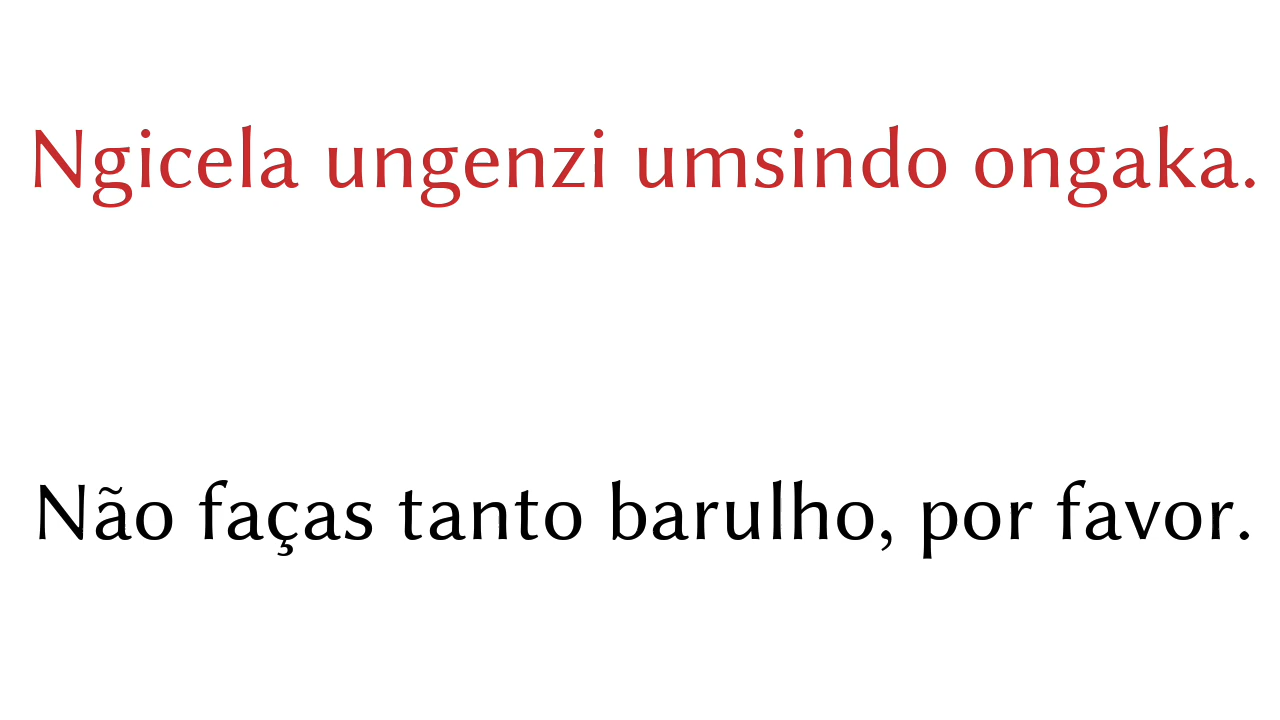 Ngicela ungenzi umsindo ongaka.
Não faças tanto barulho, por favor.